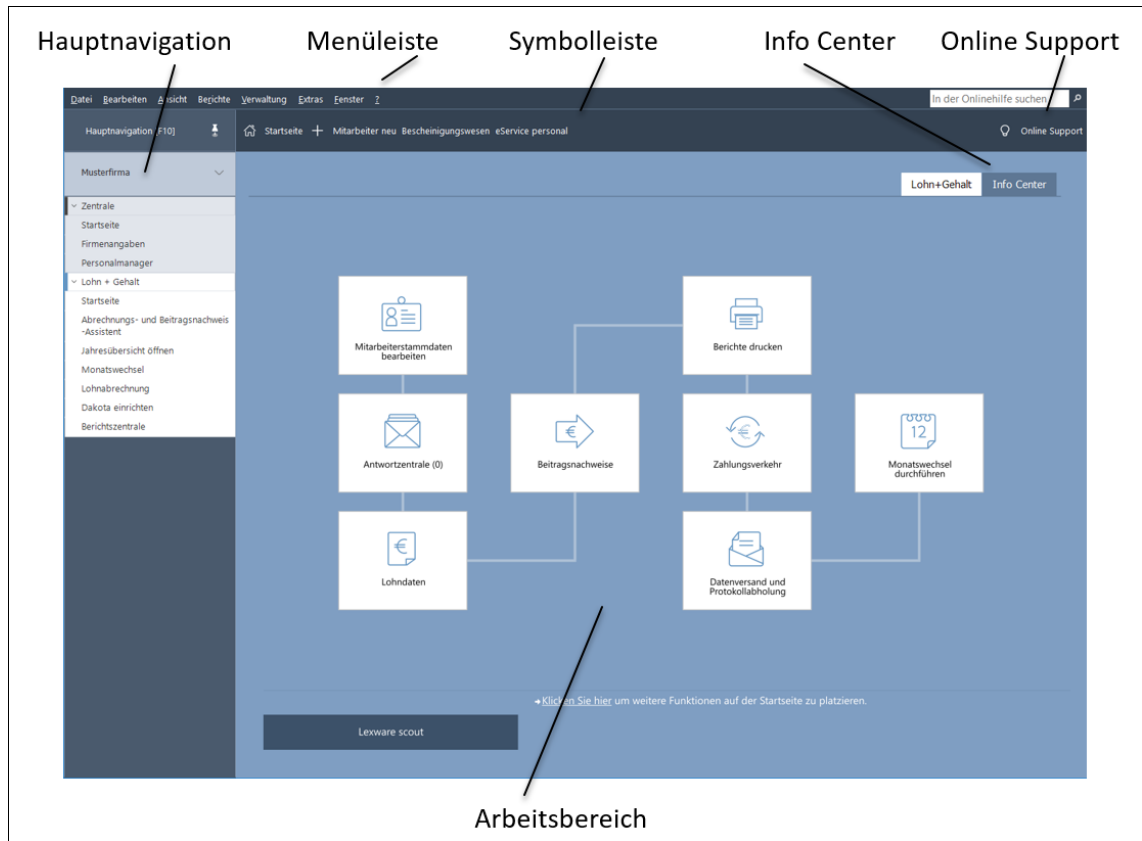 Hauptnavigation Menüleiste Symbolleiste Info Center Online Support
Datei Bearbeiten Ansicht Berichte Verwaltung Extras Fenster ?
In der Onlinehilfe suchen
Hauptnavigation [F10]
Startseite Mitarbeiter neu Bescheinigungswesen eService personal
Online Support
Musterfirma
Lohn+Gehalt Info Center
Zentrale
Startseite
Firmenangaben
Personalmanager
Lohn + Gehalt
Startseite
Abrechnungs- und Beitragsnachweis
-Assistent
Jahresübersicht öffnen
Monatswechsel
Lohnabrechnung
Dakota einrichten
Berichtszentrale
Mitarbeiterstammdaten
bearbeiten
Berichte drucken
Antwortzentrale (0)
Beitragsnachweise
Zahlungsverkehr
12
Monatswechsel
durchführen
Lohndaten
Datenversand und
Protokollabholung
Klicken Sie hier um weitere Funktionen auf der Startseite zu platzieren.
Lexware scout
Arbeitsbereich